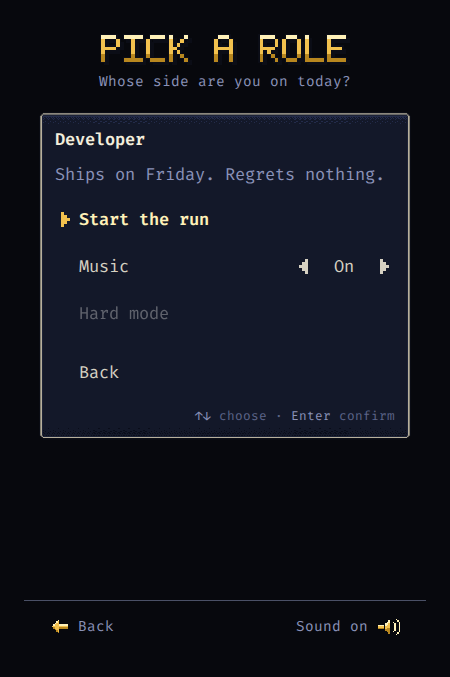 PICK A ROLE
Whose side are you on today?
Developer
Ships on Friday. Regrets nothing.
Start the run
Music On
Hard mode
Back
↑↓ choose · Enter confirm
Back Sound on